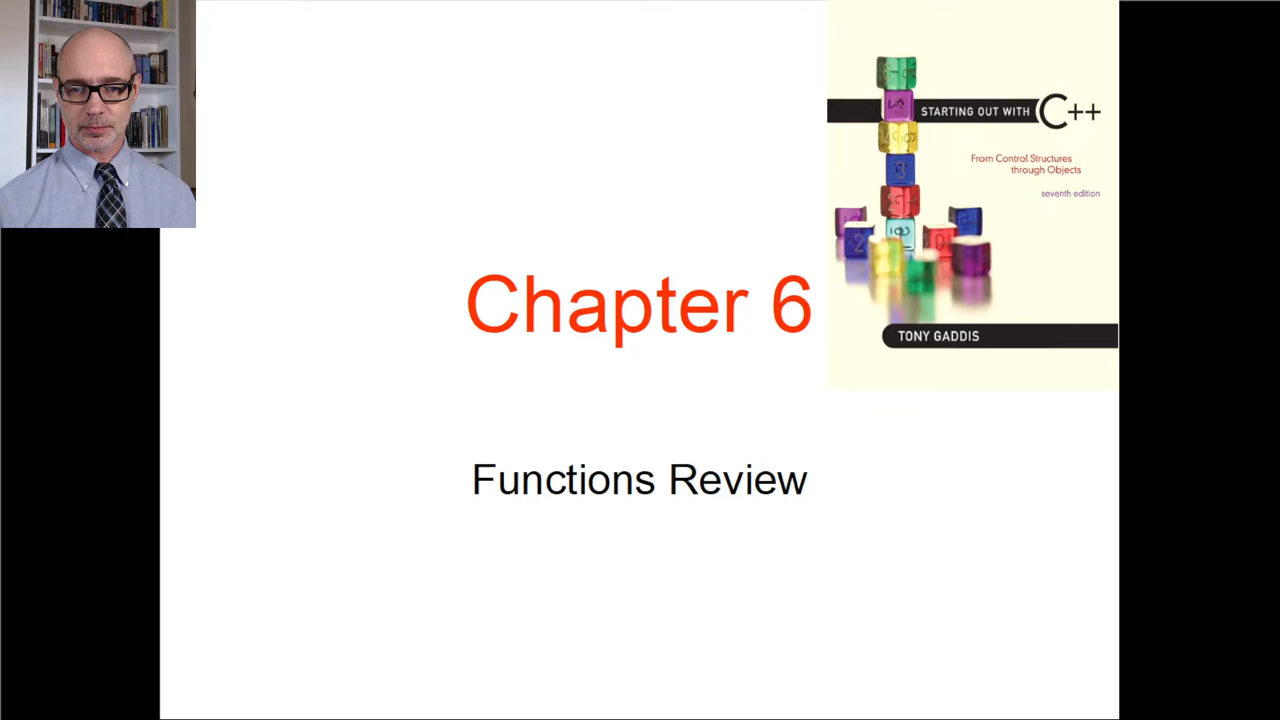 STARTING OUT WITH C++
From Control Structures
through Objects
seventh edition
Chapter 6
TONY GADDIS
Functions Review